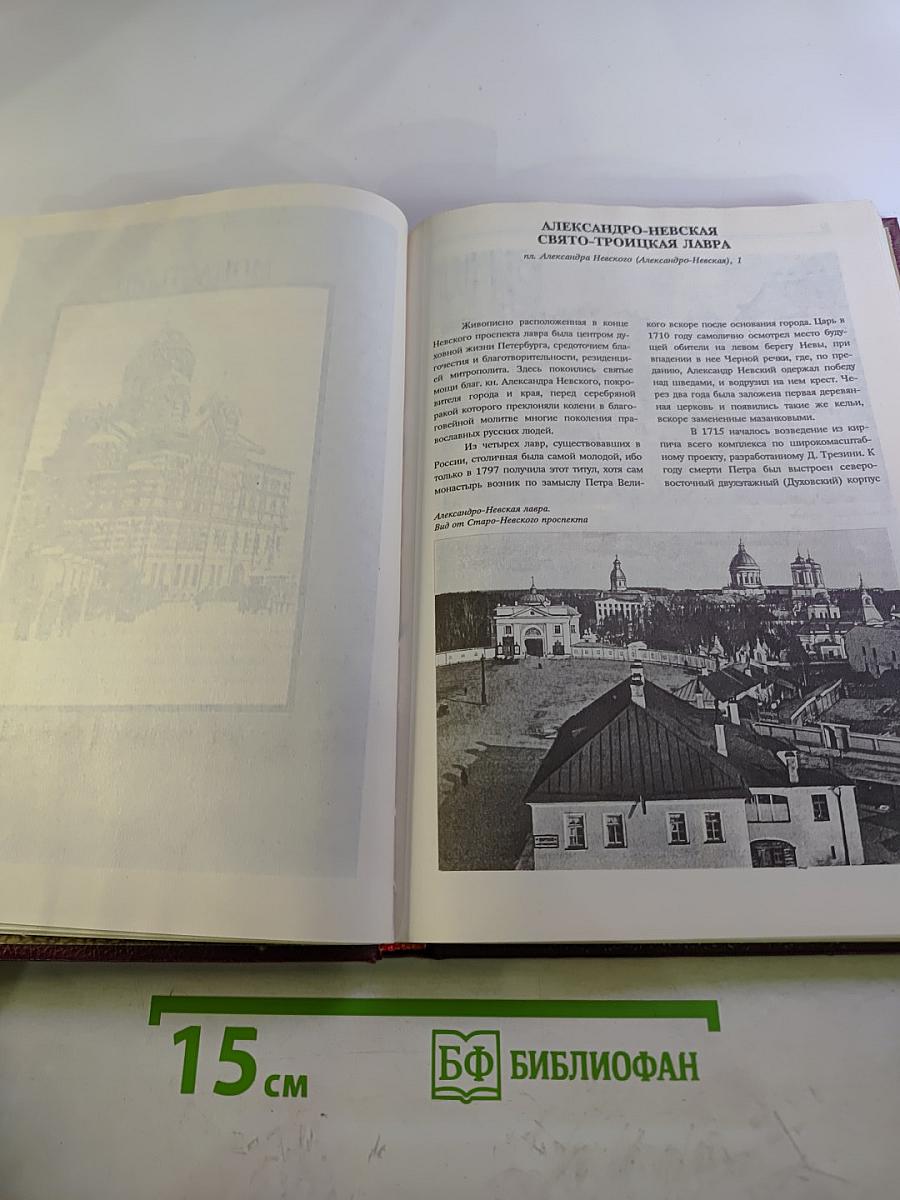 АЛЕКСАНДРО-НЕВСКАЯ
СВЯТО-ТРОИЦКАЯ ЛАВРА
пл. Александра Невского (Александро-Невская), 1
Живописно расположенная в конце
Невского проспекта лавра была центром ду-
ховной жизни Петербурга, средоточием бла-
гочестия и благотворительности, резиденци-
ей митрополита. Здесь покоились святые
мощи благ. кн. Александра Невского, покро-
вителя города и края, перед серебряной
ракой которого преклоняли колени в благо-
говейной молитве многие поколения пра-
вославных русских людей.
Из четырех лавр, существовавших в
России, столичная была самой молодой, ибо
только в 1797 получила этот титул, хотя сам
монастырь возник по замыслу Петра Вели-
кого вскоре после основания города. Царь в
1710 году самолично осмотрел место буду-
щей обители на левом берегу Невы, при
впадении в нее Черной речки, где, по пре-
данию, Александр Невский одержал победу
над шведами, и водрузил на нем крест. Че-
рез два года была заложена первая деревян-
ная церковь и появились такие же кельи,
вскоре замененные мазанковыми.
В 1715 началось возведение из кир-
пича всего комплекса по широкомасштаб-
ному проекту, разработанному Д. Трезини. К
году смерти Петра был выстроен северо-
восточный двухэтажный (Духовский) корпус
Александро-Невская лавра.
Вид от Старо-Невского проспекта
15 см
БФ БИБЛИОФАН